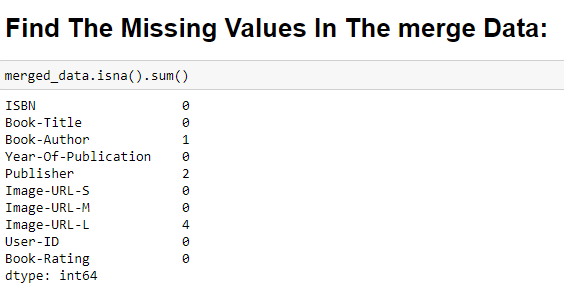 Find The Missing Values In The merge Data:
merged_data.isna().sum()
ISBN 0
Book-Title 0
Book-Author 1
Year-Of-Publication 0
Publisher 2
Image-URL-S 0
Image-URL-M 0
Image-URL-L 4
User-ID 0
Book-Rating 0
dtype: int64